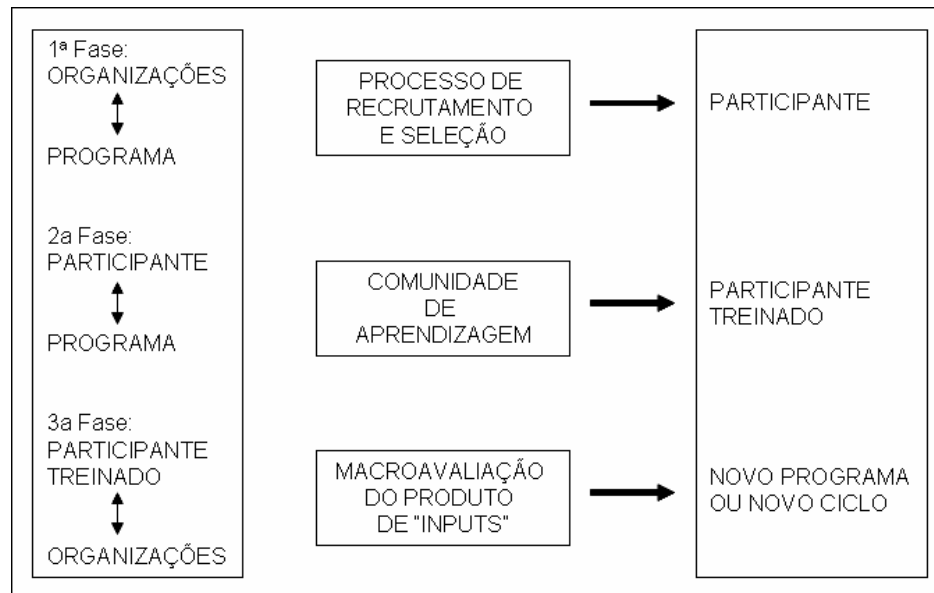 1ª Fase:
ORGANIZAÇÕES
PROGRAMA
PROCESSO DE
RECRUTAMENTO
E SELEÇÃO
PARTICIPANTE
2a Fase:
PARTICIPANTE
PROGRAMA
COMUNIDADE
DE
APRENDIZAGEM
PARTICIPANTE
TREINADO
3a Fase:
PARTICIPANTE
TREINADO
ORGANIZAÇÕES
MACROAVALIAÇÃO
DO PRODUTO
DE "INPUTS"
NOVO PROGRAMA
OU NOVO CICLO